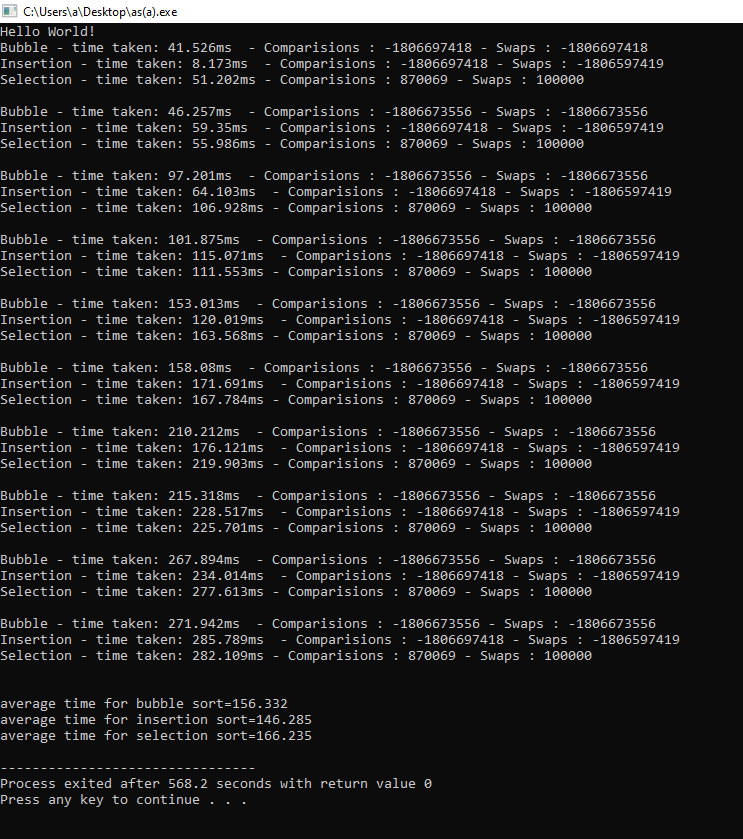 C:\Users\a\Desktop\as(a).exe
Hello World!
Bubble - time taken: 41.526ms  - Comparisions : -1806697418 - Swaps : -1806697418
Insertion - time taken: 8.173ms  - Comparisions : -1806697418 - Swaps : -1806597419
Selection - time taken: 51.202ms - Comparisions : 870069 - Swaps : 100000

Bubble - time taken: 46.257ms  - Comparisions : -1806673556 - Swaps : -1806673556
Insertion - time taken: 59.35ms  - Comparisions : -1806697418 - Swaps : -1806597419
Selection - time taken: 55.986ms - Comparisions : 870069 - Swaps : 100000

Bubble - time taken: 97.201ms  - Comparisions : -1806673556 - Swaps : -1806673556
Insertion - time taken: 64.103ms  - Comparisions : -1806697418 - Swaps : -1806597419
Selection - time taken: 106.928ms - Comparisions : 870069 - Swaps : 100000

Bubble - time taken: 101.875ms  - Comparisions : -1806673556 - Swaps : -1806673556
Insertion - time taken: 115.071ms  - Comparisions : -1806697418 - Swaps : -1806597419
Selection - time taken: 111.553ms - Comparisions : 870069 - Swaps : 100000

Bubble - time taken: 153.013ms  - Comparisions : -1806673556 - Swaps : -1806673556
Insertion - time taken: 120.019ms  - Comparisions : -1806697418 - Swaps : -1806597419
Selection - time taken: 163.568ms - Comparisions : 870069 - Swaps : 100000

Bubble - time taken: 158.08ms  - Comparisions : -1806673556 - Swaps : -1806673556
Insertion - time taken: 171.691ms  - Comparisions : -1806697418 - Swaps : -1806597419
Selection - time taken: 167.784ms - Comparisions : 870069 - Swaps : 100000

Bubble - time taken: 210.212ms  - Comparisions : -1806673556 - Swaps : -1806673556
Insertion - time taken: 176.121ms  - Comparisions : -1806697418 - Swaps : -1806597419
Selection - time taken: 219.903ms - Comparisions : 870069 - Swaps : 100000

Bubble - time taken: 215.318ms  - Comparisions : -1806673556 - Swaps : -1806673556
Insertion - time taken: 228.517ms  - Comparisions : -1806697418 - Swaps : -1806597419
Selection - time taken: 225.701ms - Comparisions : 870069 - Swaps : 100000

Bubble - time taken: 267.894ms  - Comparisions : -1806673556 - Swaps : -1806673556
Insertion - time taken: 234.014ms  - Comparisions : -1806697418 - Swaps : -1806597419
Selection - time taken: 277.613ms - Comparisions : 870069 - Swaps : 100000

Bubble - time taken: 271.942ms  - Comparisions : -1806673556 - Swaps : -1806673556
Insertion - time taken: 285.789ms  - Comparisions : -1806697418 - Swaps : -1806597419
Selection - time taken: 282.109ms - Comparisions : 870069 - Swaps : 100000

average time for bubble sort=156.332
average time for insertion sort=146.285
average time for selection sort=166.235

--------------------------------
Process exited after 568.2 seconds with return value 0
Press any key to continue . . .